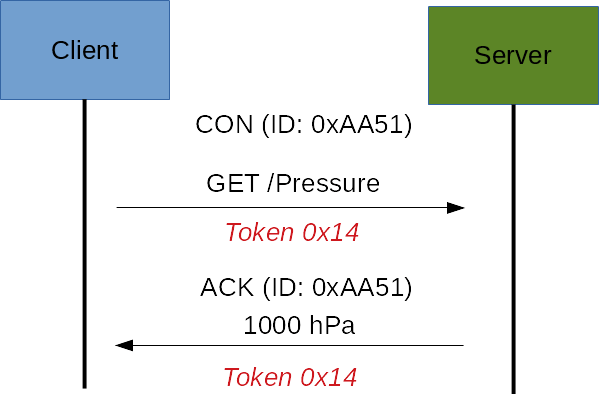 Client
Server
CON (ID: 0xAA51)
GET /Pressure
Token 0x14
ACK (ID: 0xAA51)
1000 hPa
Token 0x14